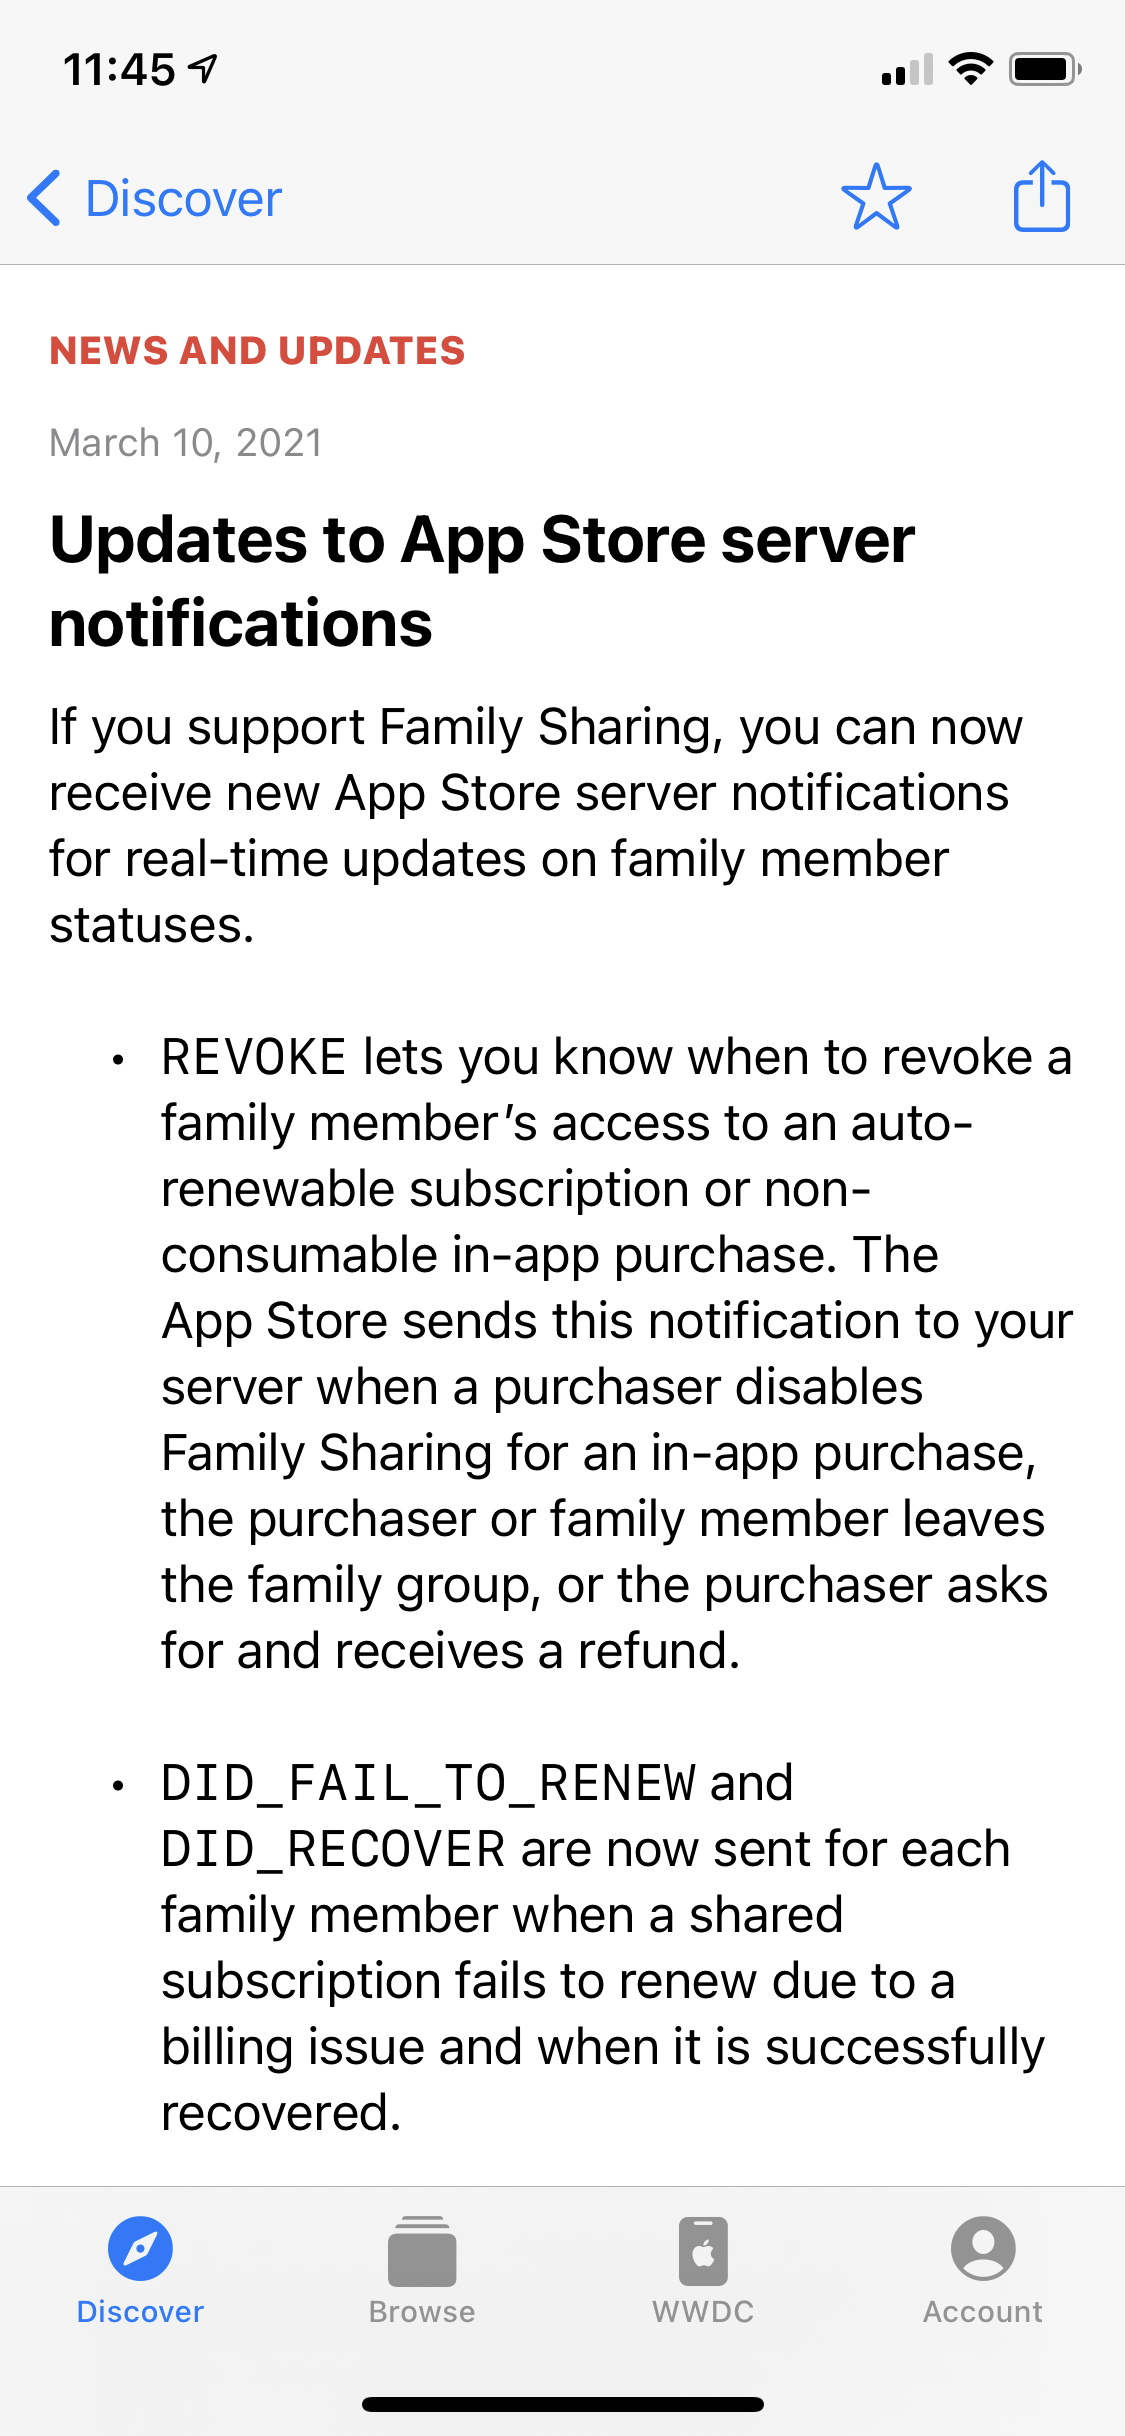 11:45
Discover
NEWS AND UPDATES
March 10, 2021
Updates to App Store server
notifications
If you support Family Sharing, you can now
receive new App Store server notifications
for real-time updates on family member
statuses.
• REVOKE lets you know when to revoke a
family member’s access to an auto-
renewable subscription or non-
consumable in-app purchase. The
App Store sends this notification to your
server when a purchaser disables
Family Sharing for an in-app purchase,
the purchaser or family member leaves
the family group, or the purchaser asks
for and receives a refund.
• DID_FAIL_TO_RENEW and
DID_RECOVER are now sent for each
family member when a shared
subscription fails to renew due to a
billing issue and when it is successfully
recovered.
Discover Browse WWDC Account